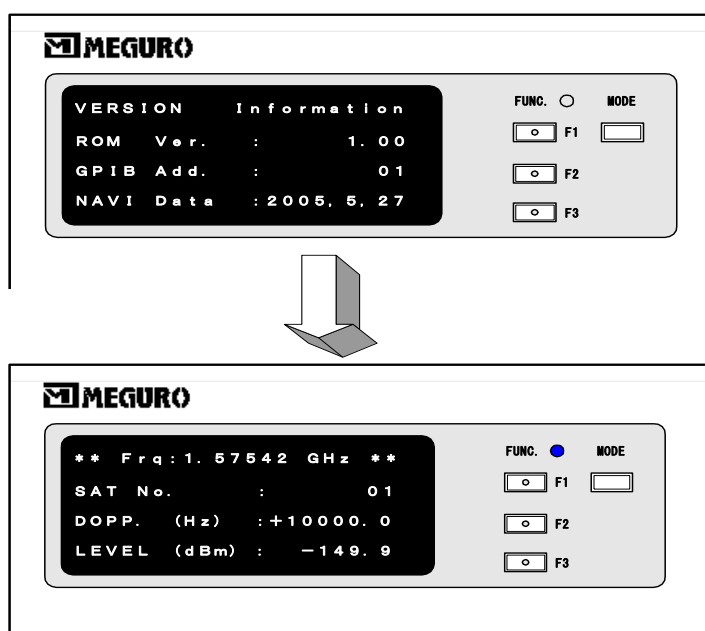 MEGURO
VERSION Information
ROM Ver. : 1.00
GPIB Add. : 01
NAVI Data :2005, 5, 27
FUNC. MODE
F1
F2
F3
MEGURO
** Frq:1.57542 GHz **
SAT No. : 01
DOPP. (Hz) :+10000.0
LEVEL (dBm) : -149.9
FUNC. MODE
F1
F2
F3